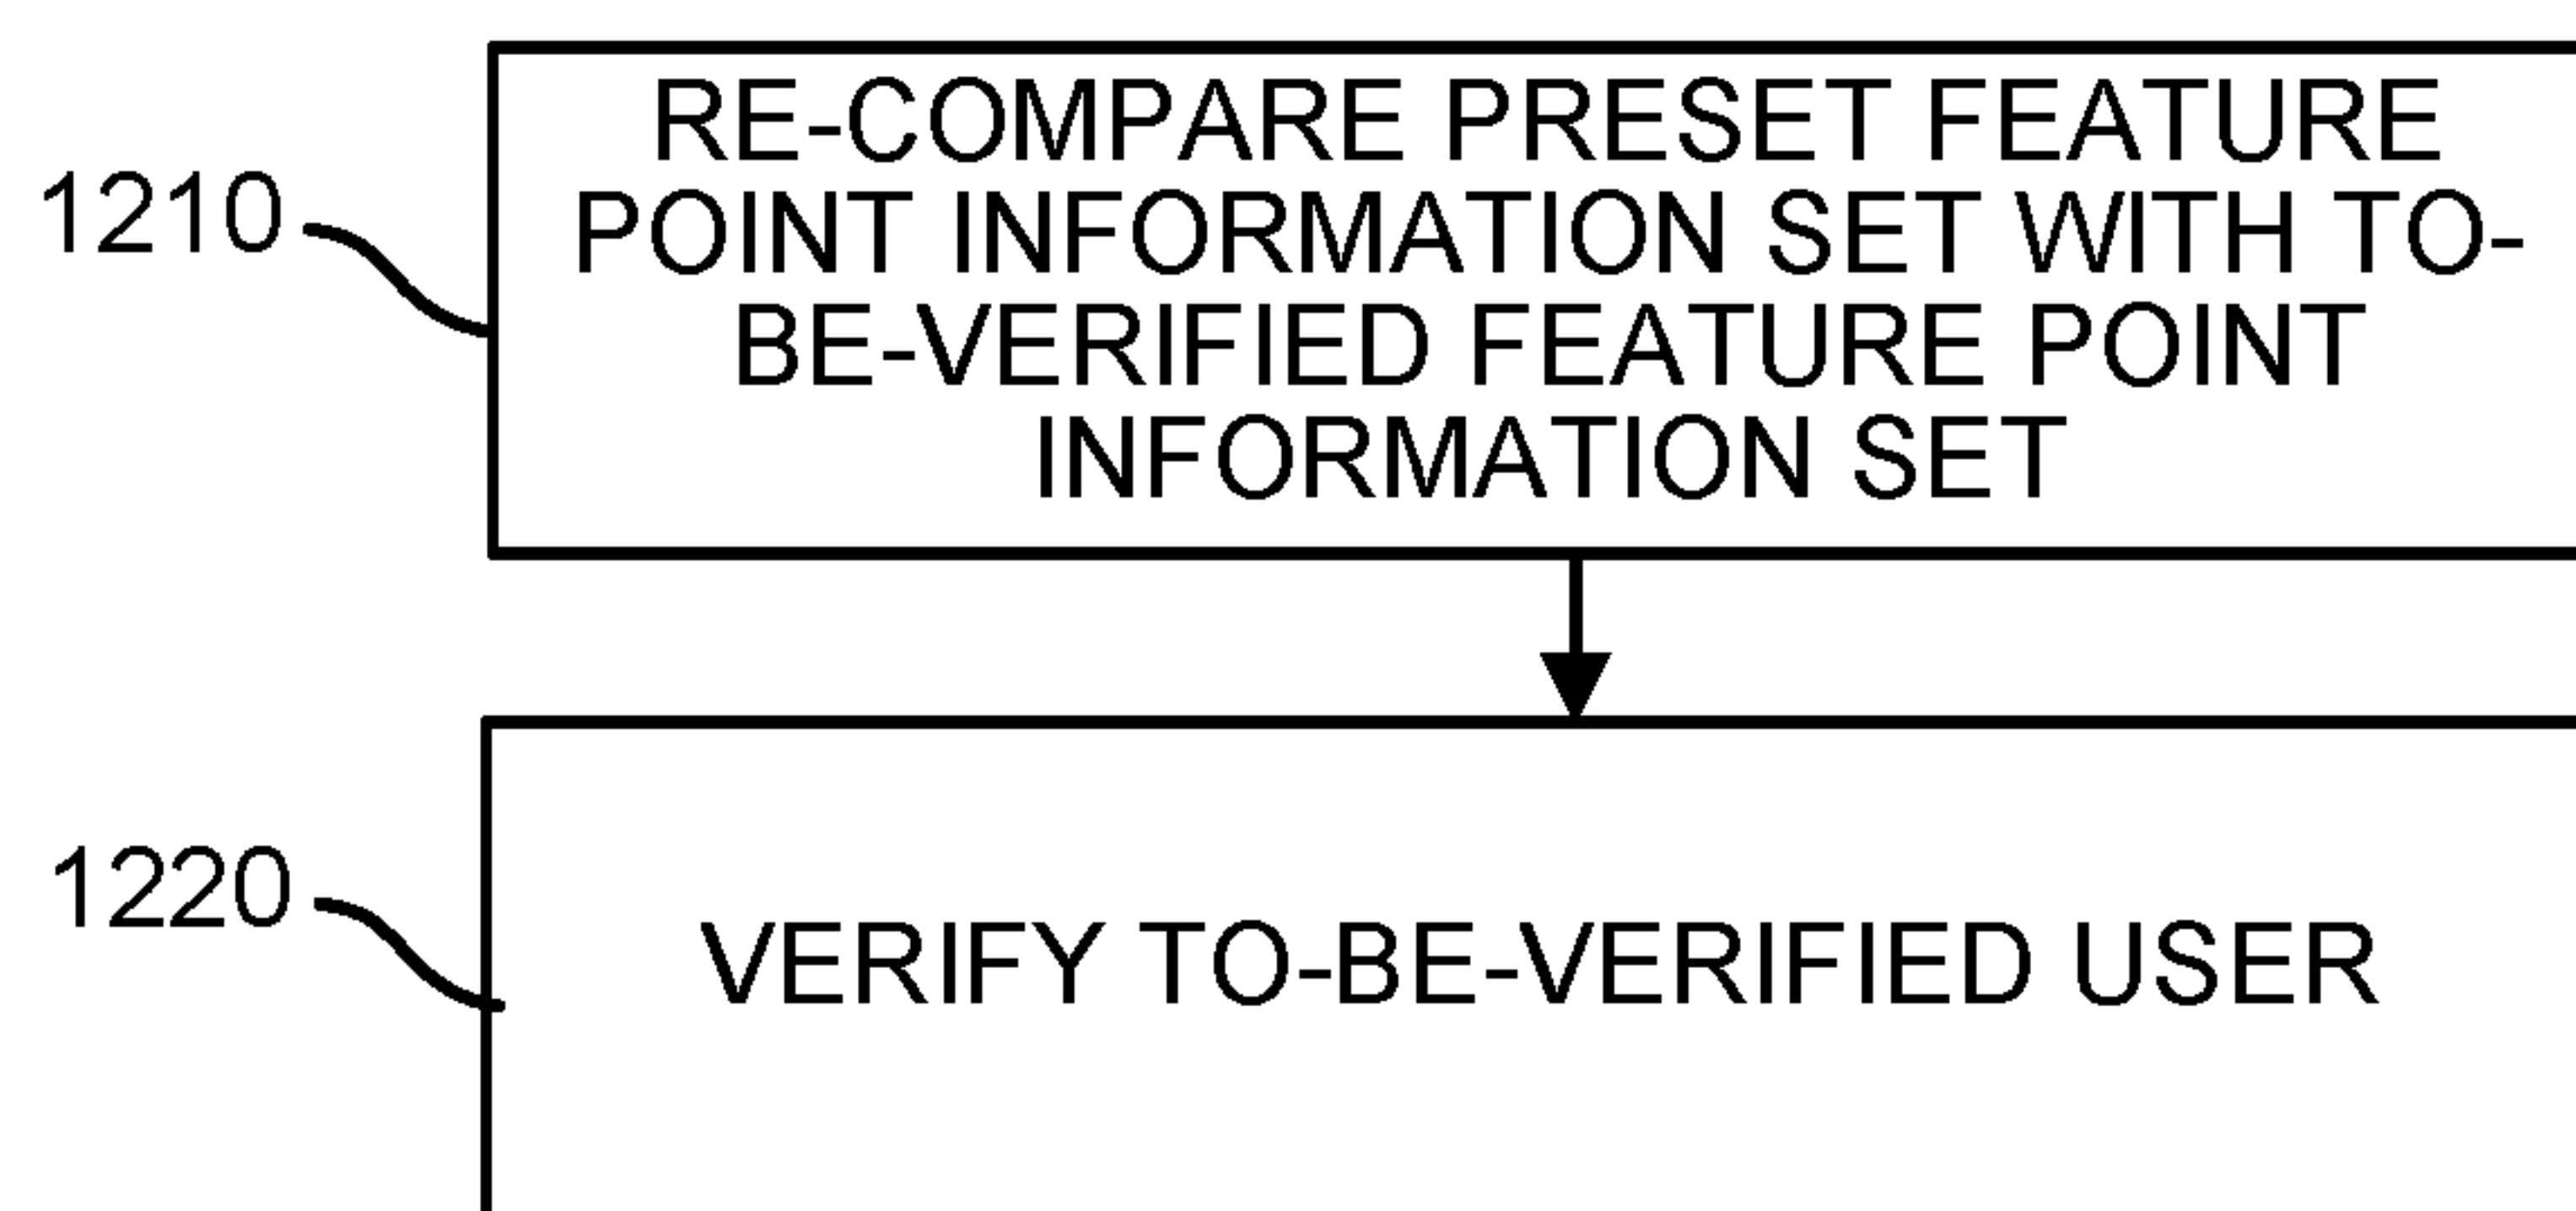 RE-COMPARE PRESET FEATURE
POINT INFORMATION SET WITH TO-
BE-VERIFIED FEATURE POINT
INFORMATION SET
1210
1220
VERIFY TO-BE-VERIFIED USER